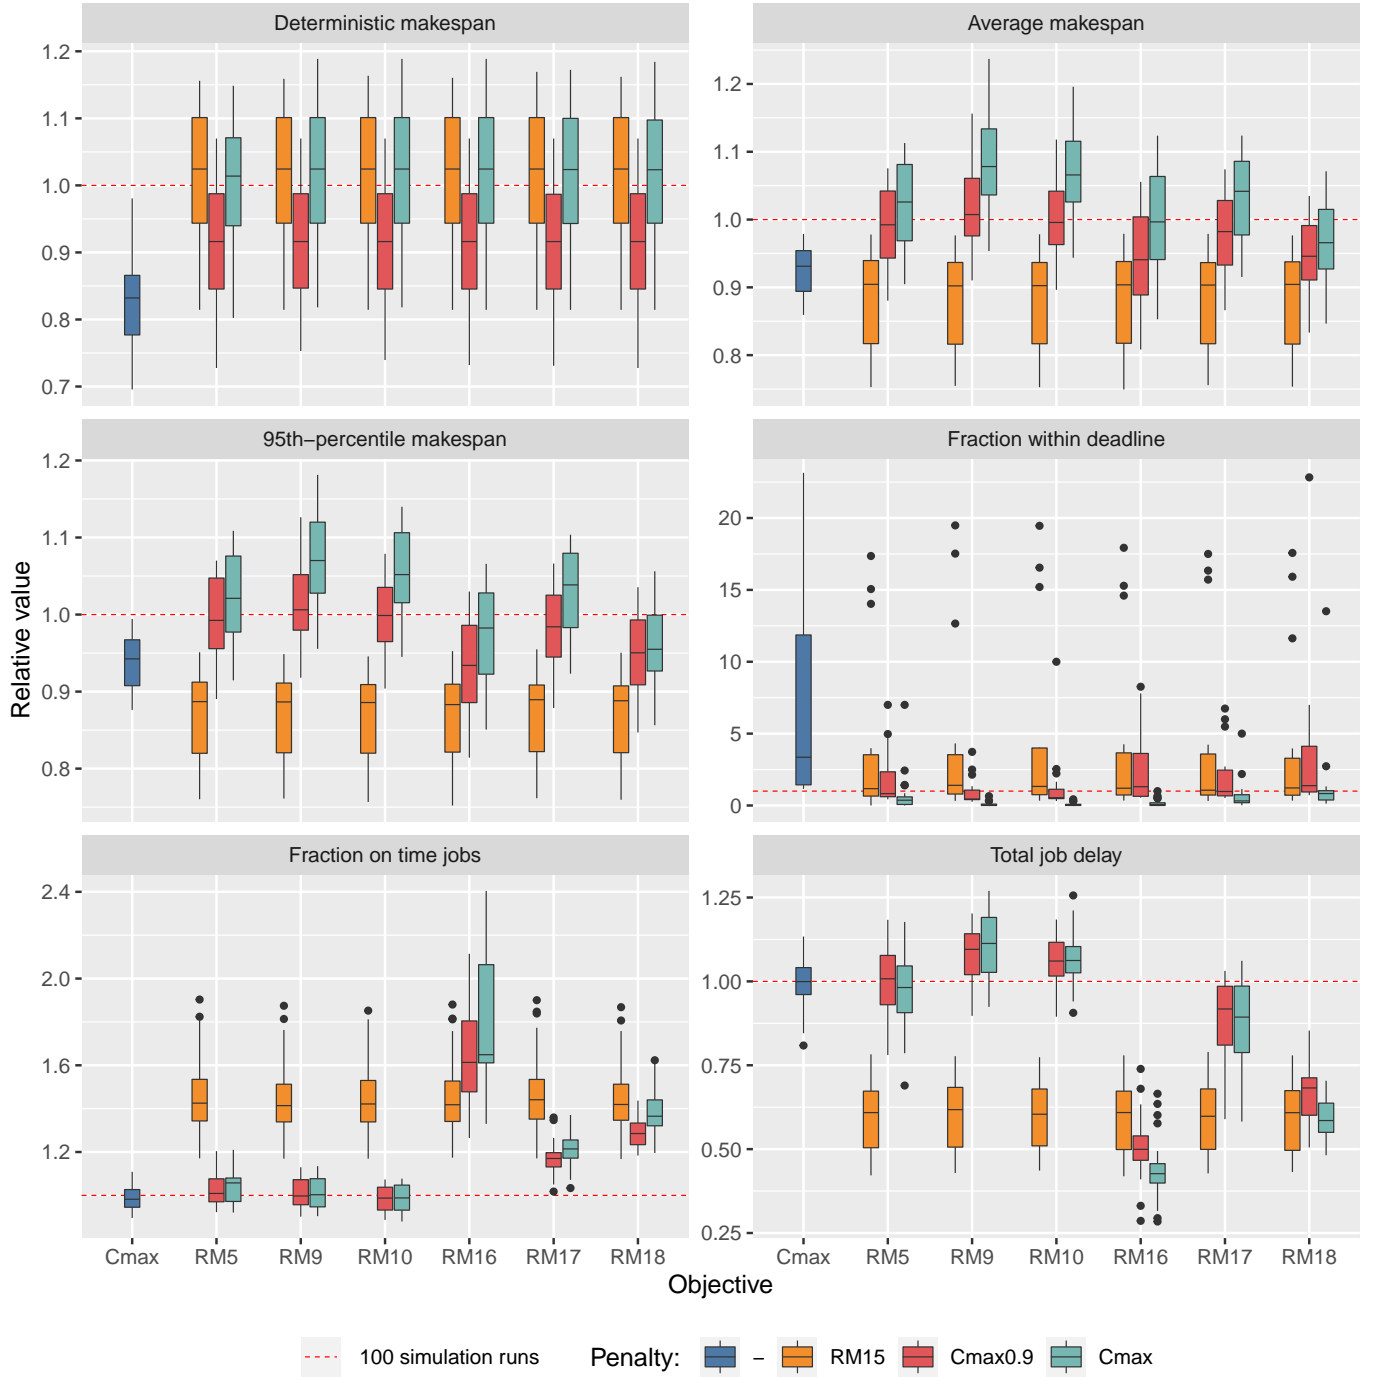 Deterministic makespan
Average makespan
1.2
1.1
1.0
0.9
0.8
0.7
1.2
1.1
1.0
0.9
0.8
95th−percentile makespan
Fraction within deadline
1.2
1.1
1.0
0.9
0.8
20
15
10
5
0
Relative value
Fraction on time jobs
Total job delay
2.4
2.0
1.6
1.2
1.25
1.00
0.75
0.50
0.25
Cmax RM5 RM9 RM10 RM16 RM17 RM18
Cmax RM5 RM9 RM10 RM16 RM17 RM18
Objective
100 simulation runs Penalty: − RM15 Cmax0.9 Cmax